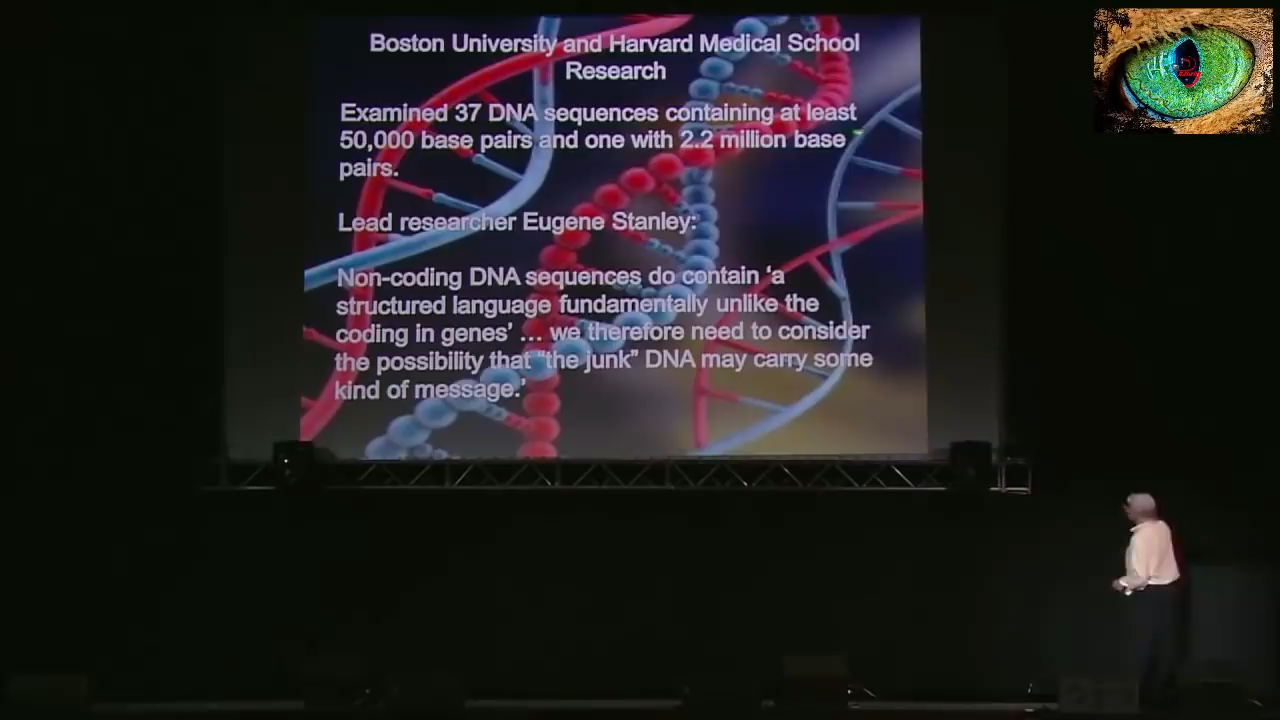 Boston University and Harvard Medical School
Research
Examined 37 DNA sequences containing at least
50,000 base pairs and one with 2.2 million base
pairs.
Lead researcher Eugene Stanley:
Non-coding DNA sequences do contain ‘a
structured language fundamentally unlike the
coding in genes’ ... we therefore need to consider
the possibility that “the junk” DNA may carry some
kind of message.’